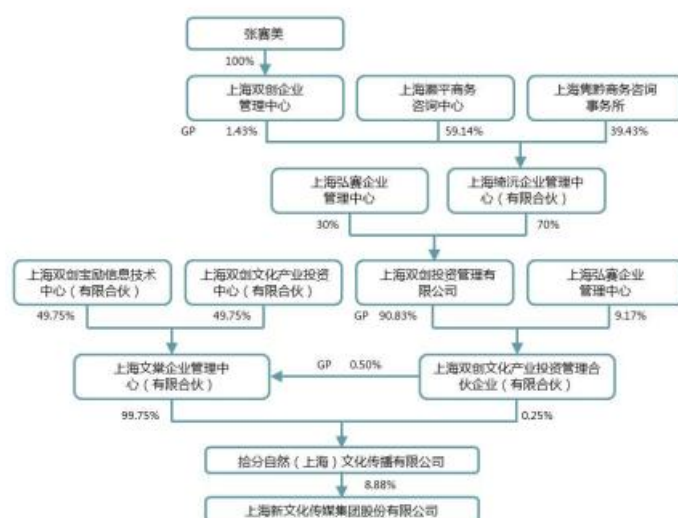 张赛美
100%
上海双创企业
管理中心
上海灏平商务
咨询中心
上海隽黔商务咨询
事务所
GP 1.43%
59.14%
39.43%
上海弘赛企业
管理中心
上海绮沅企业管理中
心(有限合伙)
30%
70%
上海双创宝励信息技术
中心(有限合伙)
上海双创文化产业投资
中心(有限合伙)
上海双创投资管理有
限公司
上海弘赛企业
管理中心
49.75%
49.75%
GP 90.83%
9.17%
上海文棠企业管理中
心(有限合伙)
GP 0.50%
上海双创文化产业投资管理合
伙企业(有限合伙)
99.75%
0.25%
拾分自然(上海)文化传播有限公司
8.88%
上海新文化传媒集团股份有限公司